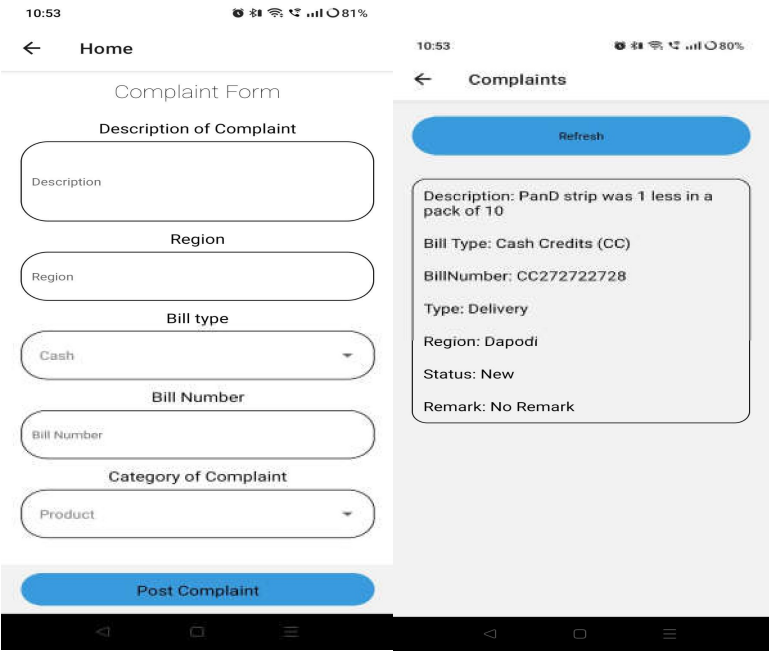 10:53
81%
Home
Complaint Form
Description of Complaint
Description
Region
Region
Bill type
Cash
Bill Number
Bill Number
Category of Complaint
Product
Post Complaint
10:53
80%
Complaints
Refresh
Description: PanD strip was 1 less in a
pack of 10
Bill Type: Cash Credits (CC)
BillNumber: CC272722728
Type: Delivery
Region: Dapodi
Status: New
Remark: No Remark